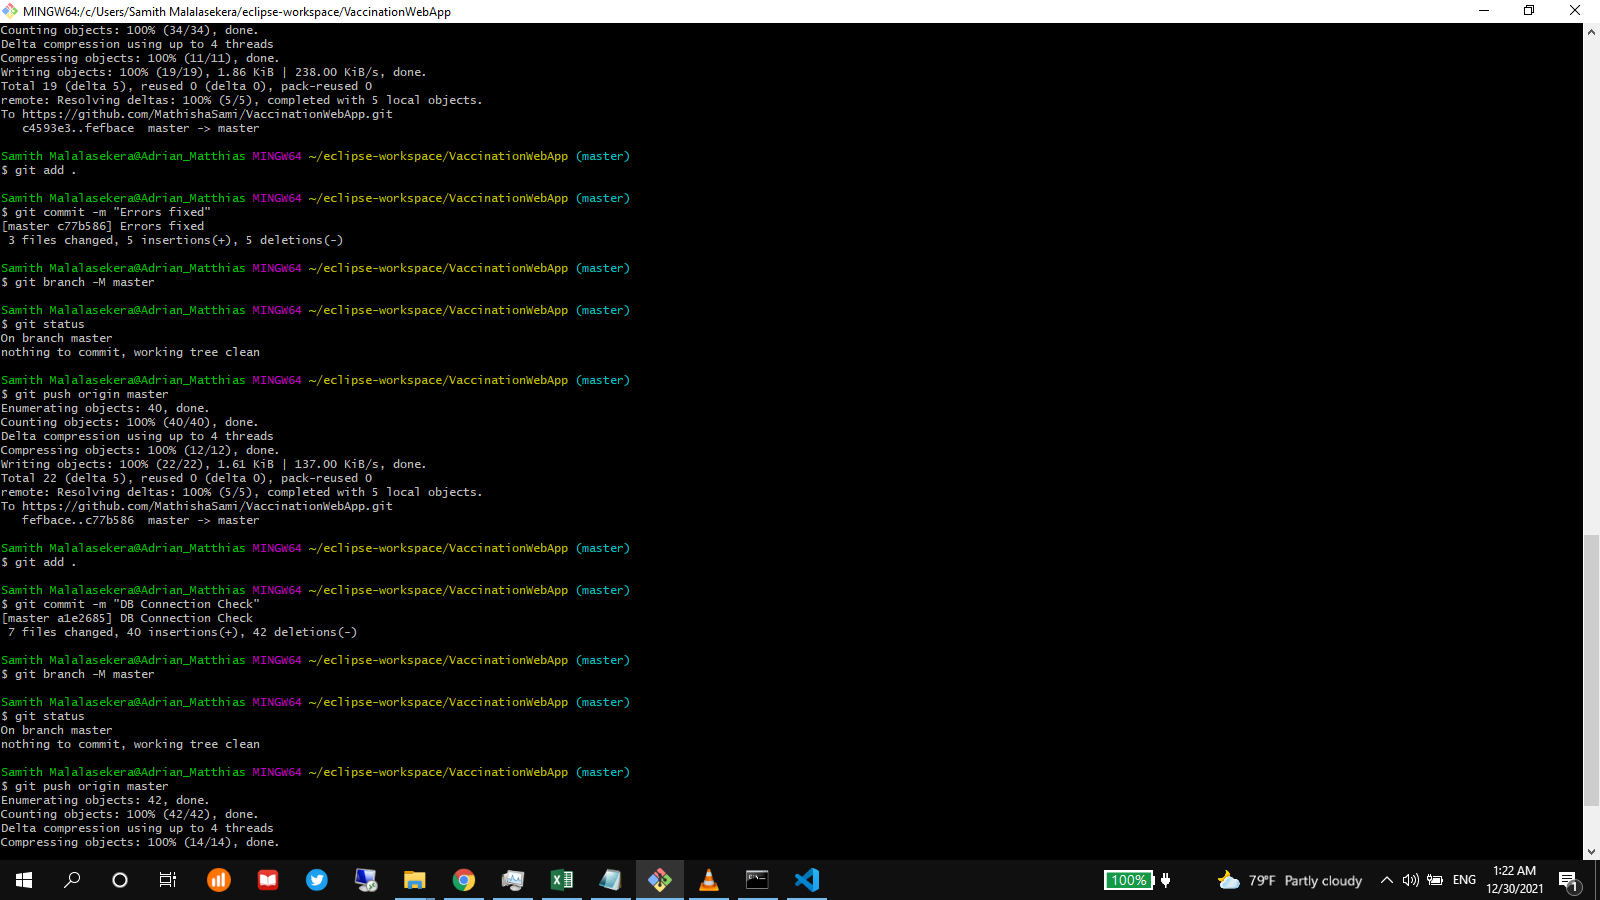 MINGW64:/c/Users/Samith Malalasekera/eclipse-workspace/VaccinationWebApp
Counting objects: 100% (34/34), done.
Delta compression using up to 4 threads
Compressing objects: 100% (11/11), done.
Writing objects: 100% (19/19), 1.86 KiB | 238.00 KiB/s, done.
Total 19 (delta 5), reused 0 (delta 0), pack-reused 0
remote: Resolving deltas: 100% (5/5), completed with 5 local objects.
To https://github.com/MathishaSami/VaccinationWebApp.git
   c4593e3..fefbace  master -> master
Samith Malalasekera@Adrian_Matthias MINGW64 ~/eclipse-workspace/VaccinationWebApp (master)
$ git add .
Samith Malalasekera@Adrian_Matthias MINGW64 ~/eclipse-workspace/VaccinationWebApp (master)
$ git commit -m "Errors fixed"
[master c77b586] Errors fixed
 3 files changed, 5 insertions(+), 5 deletions(-)
Samith Malalasekera@Adrian_Matthias MINGW64 ~/eclipse-workspace/VaccinationWebApp (master)
$ git branch -M master
Samith Malalasekera@Adrian_Matthias MINGW64 ~/eclipse-workspace/VaccinationWebApp (master)
$ git status
On branch master
nothing to commit, working tree clean
Samith Malalasekera@Adrian_Matthias MINGW64 ~/eclipse-workspace/VaccinationWebApp (master)
$ git push origin master
Enumerating objects: 40, done.
Counting objects: 100% (40/40), done.
Delta compression using up to 4 threads
Compressing objects: 100% (12/12), done.
Writing objects: 100% (22/22), 1.61 KiB | 137.00 KiB/s, done.
Total 22 (delta 5), reused 0 (delta 0), pack-reused 0
remote: Resolving deltas: 100% (5/5), completed with 5 local objects.
To https://github.com/MathishaSami/VaccinationWebApp.git
   fefbace..c77b586  master -> master
Samith Malalasekera@Adrian_Matthias MINGW64 ~/eclipse-workspace/VaccinationWebApp (master)
$ git add .
Samith Malalasekera@Adrian_Matthias MINGW64 ~/eclipse-workspace/VaccinationWebApp (master)
$ git commit -m "DB Connection Check"
[master a1e2685] DB Connection Check
 7 files changed, 40 insertions(+), 42 deletions(-)
Samith Malalasekera@Adrian_Matthias MINGW64 ~/eclipse-workspace/VaccinationWebApp (master)
$ git branch -M master
Samith Malalasekera@Adrian_Matthias MINGW64 ~/eclipse-workspace/VaccinationWebApp (master)
$ git status
On branch master
nothing to commit, working tree clean
Samith Malalasekera@Adrian_Matthias MINGW64 ~/eclipse-workspace/VaccinationWebApp (master)
$ git push origin master
Enumerating objects: 42, done.
Counting objects: 100% (42/42), done.
Delta compression using up to 4 threads
Compressing objects: 100% (14/14), done.
100% 79°F Partly cloudy ENG 1:22 AM
12/30/2021 1